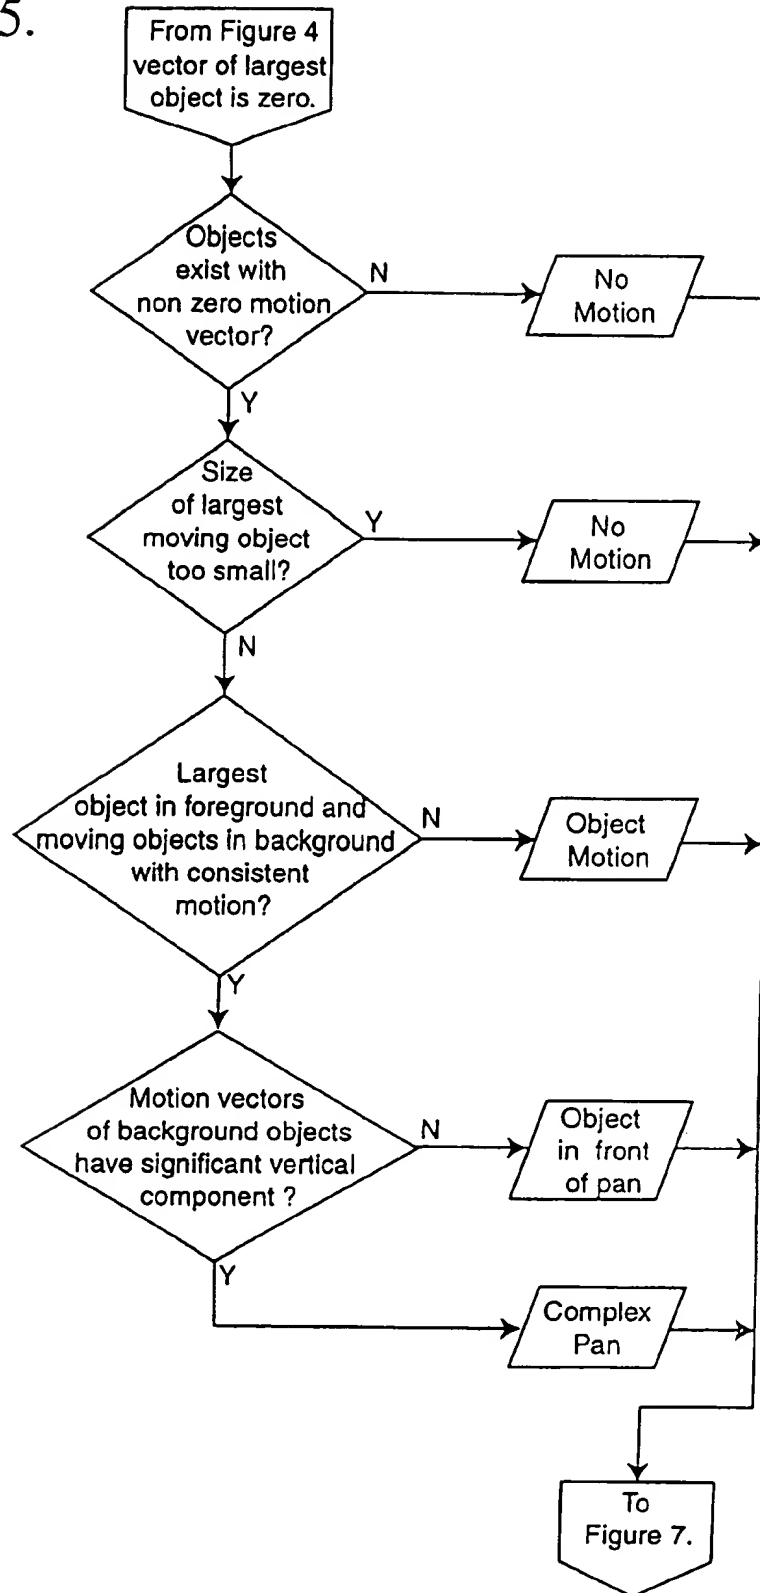 5.
From Figure 4
vector of largest
object is zero.
Objects
exist with
non zero motion
vector?
N
No
Motion
Y
Size
of largest
moving object
too small?
Y
No
Motion
N
Largest
object in foreground and
moving objects in background
with consistent
motion?
N
Object
Motion
Y
Motion vectors
of background objects
have significant vertical
component ?
N
Object
in front
of pan
Y
Complex
Pan
To
Figure 7.